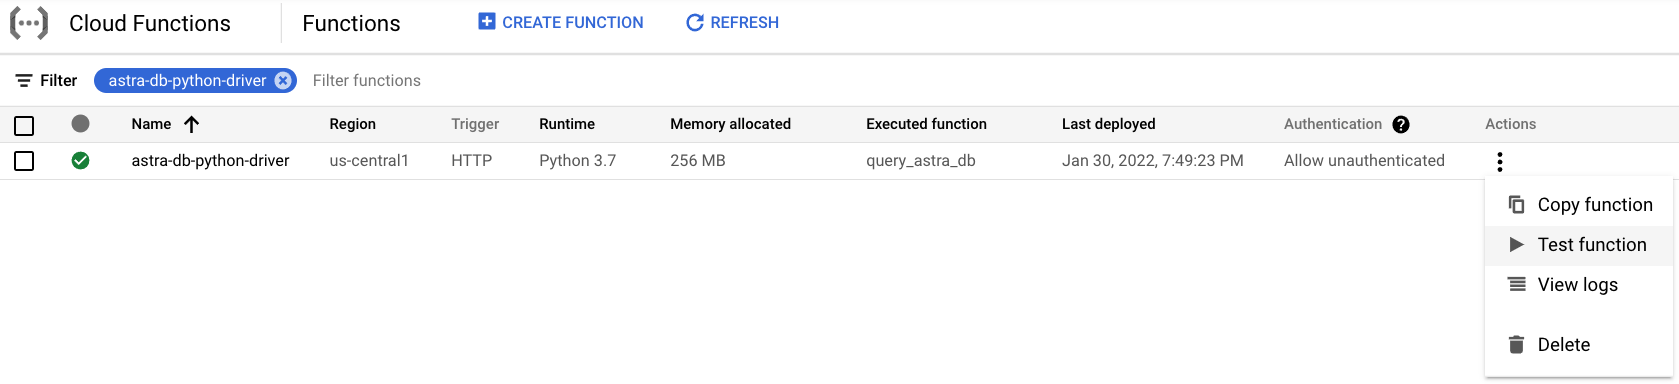 Cloud Functions Functions CREATE FUNCTION REFRESH
Filter astra-db-python-driver Filter functions
Name Region Trigger Runtime Memory allocated Executed function Last deployed Authentication Actions
astra-db-python-driver us-central1 HTTP Python 3.7 256 MB query_astra_db Jan 30, 2022, 7:49:23 PM Allow unauthenticated
Copy function
Test function
View logs
Delete